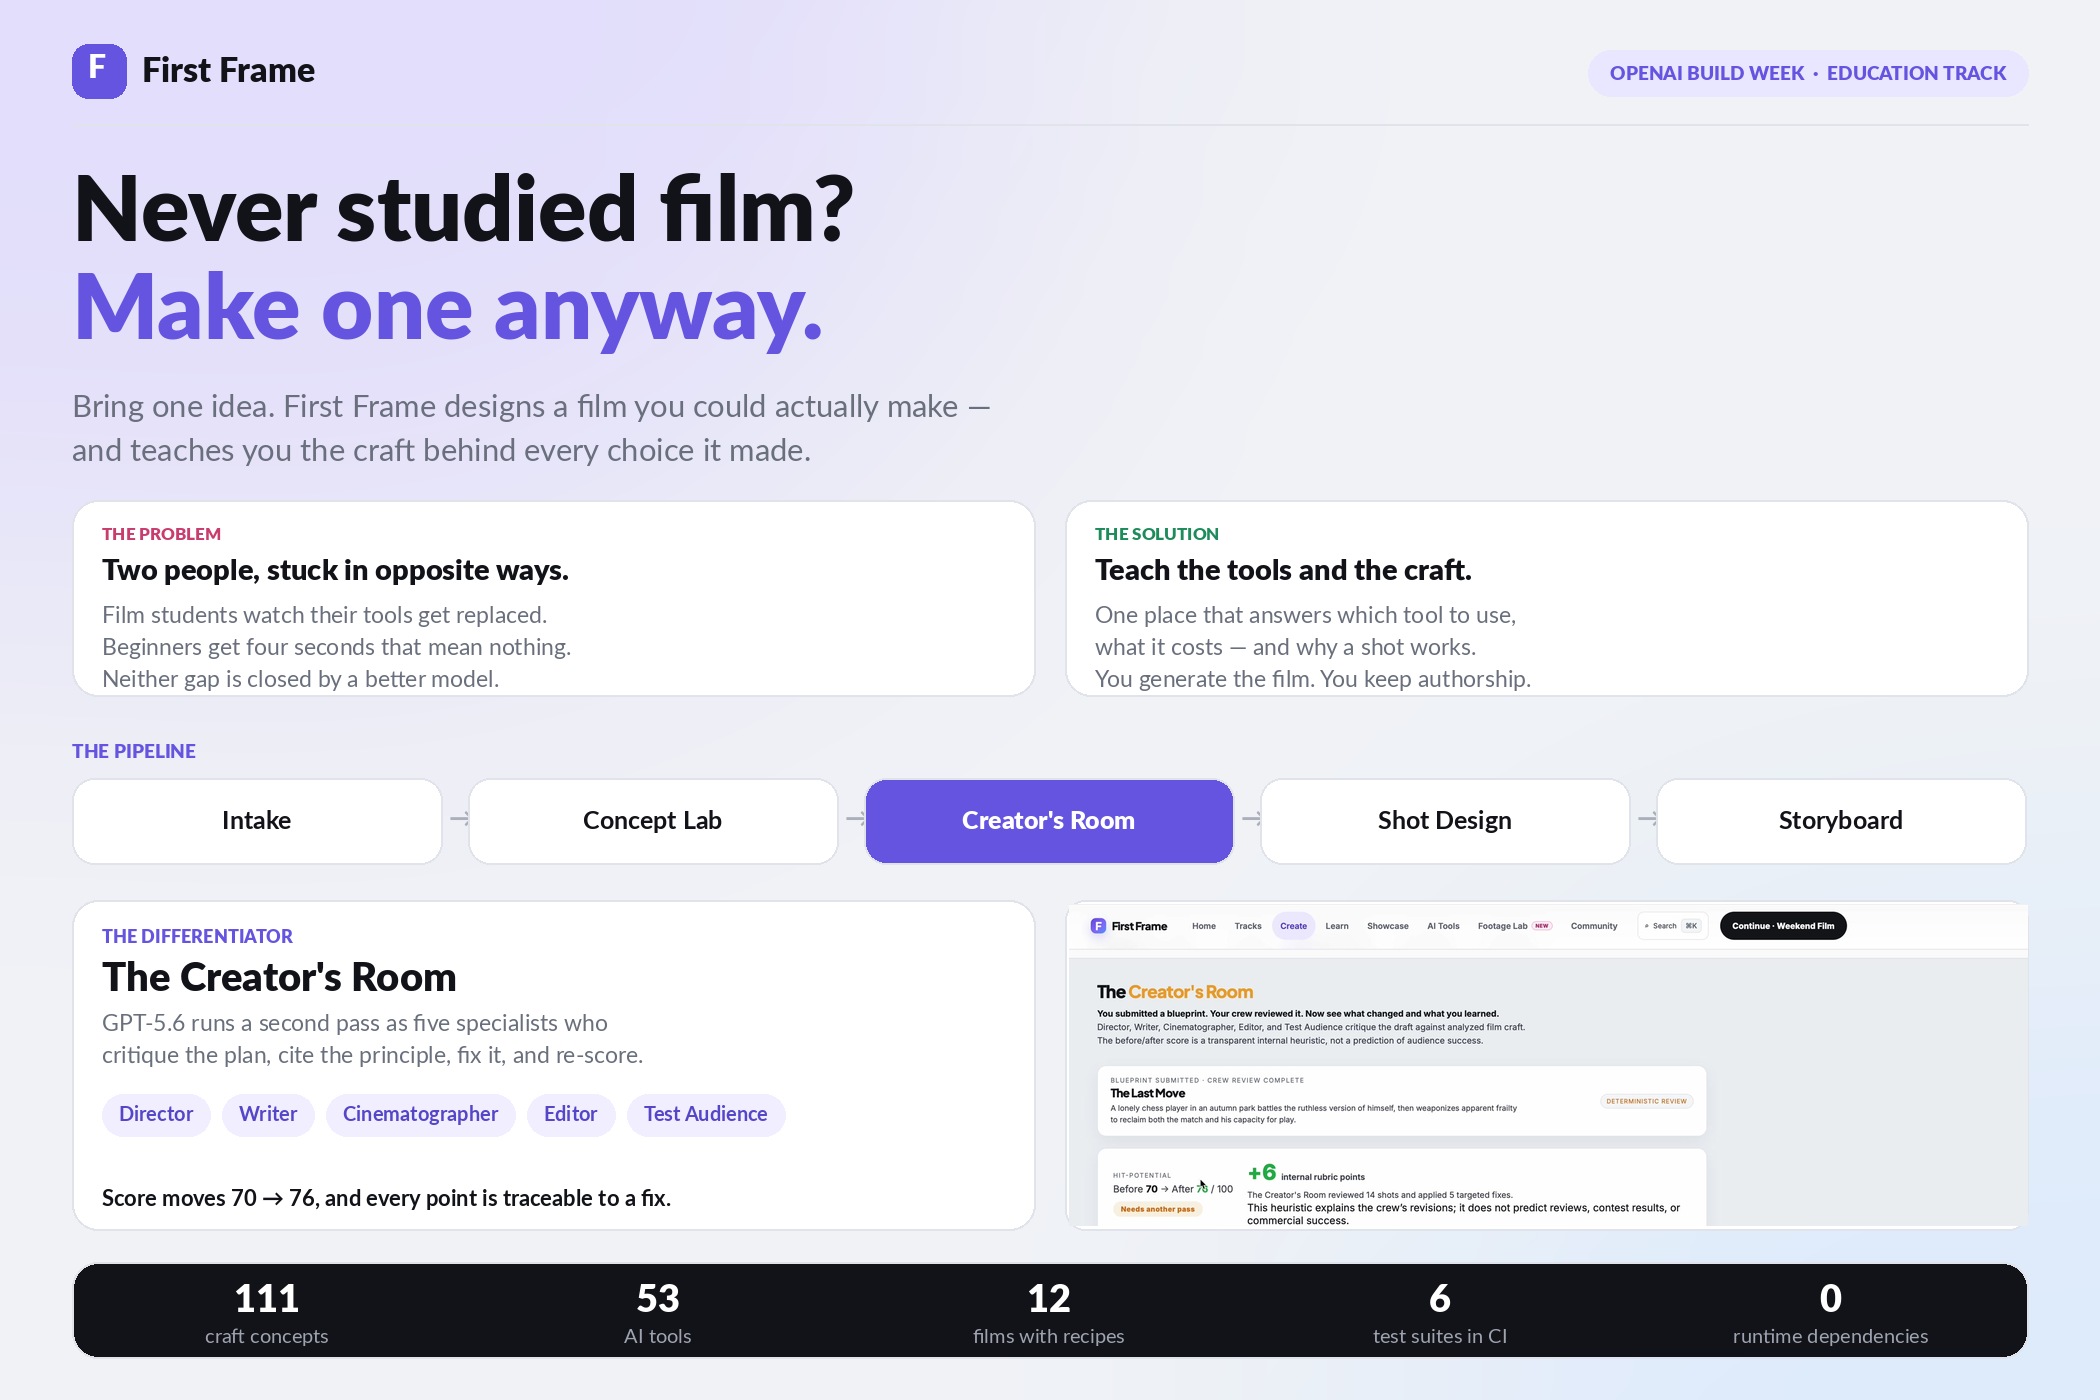 F First Frame
OPENAI BUILD WEEK · EDUCATION TRACK
Never studied film?
Make one anyway.
Bring one idea. First Frame designs a film you could actually make —
and teaches you the craft behind every choice it made.
THE PROBLEM
Two people, stuck in opposite ways.
Film students watch their tools get replaced.
Beginners get four seconds that mean nothing.
Neither gap is closed by a better model.
THE SOLUTION
Teach the tools and the craft.
One place that answers which tool to use,
what it costs — and why a shot works.
You generate the film. You keep authorship.
THE PIPELINE
Intake → Concept Lab → Creator's Room → Shot Design → Storyboard
THE DIFFERENTIATOR
The Creator's Room
GPT-5.6 runs a second pass as five specialists who
critique the plan, cite the principle, fix it, and re-score.
Director Writer Cinematographer Editor Test Audience
Score moves 70 → 76, and every point is traceable to a fix.
F First Frame Home Tracks Create Learn Showcase AI Tools Footage Lab NEW Community Search ⌘K Continue · Weekend Film
The Creator's Room
You submitted a blueprint. Your crew reviewed it. Now see what changed and what you learned.
Director, Writer, Cinematographer, Editor, and Test Audience critique the draft against analyzed film craft.
The before/after score is a transparent internal heuristic, not a prediction of audience success.
BLUEPRINT SUBMITTED · CREW REVIEW COMPLETE
The Last Move
A lonely chess player in an autumn park battles the ruthless version of himself, then weaponizes apparent frailty
to reclaim both the match and his capacity for play.
DETERMINISTIC REVIEW
HIT-POTENTIAL
Before 70 → After 76 / 100
Needs another pass
+6 internal rubric points
The Creator's Room reviewed 14 shots and applied 5 targeted fixes.
This heuristic explains the crew's revisions; it does not predict reviews, contest results, or
commercial success.
111 53 12 6 0
craft concepts AI tools films with recipes test suites in CI runtime dependencies